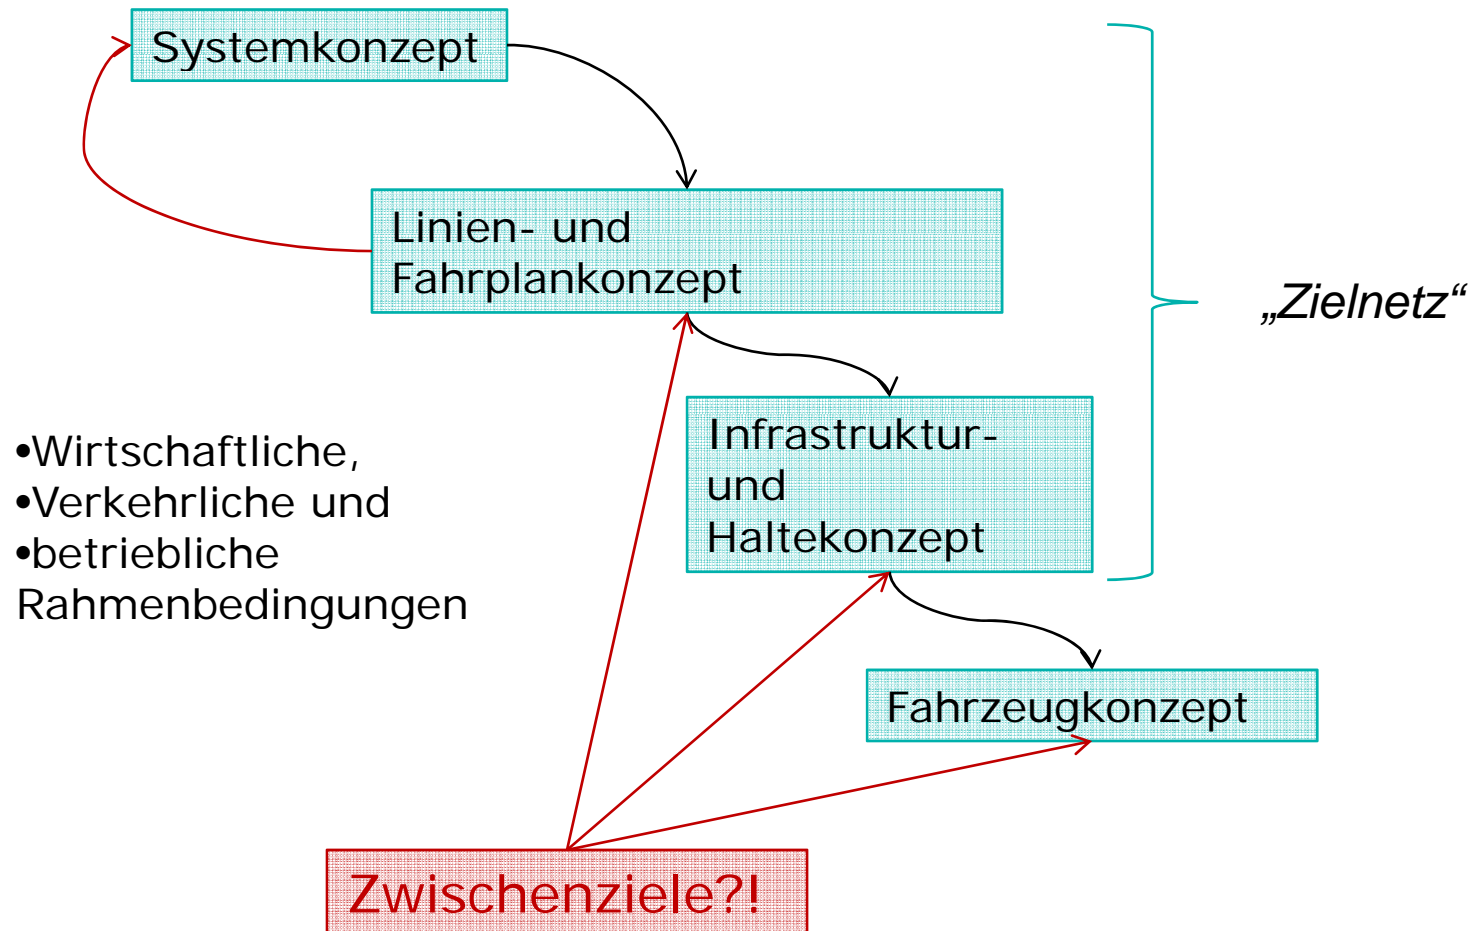 Systemkonzept
Linien- und
Fahrplankonzept
„Zielnetz“
Infrastruktur-
und
Haltekonzept
•Wirtschaftliche,
•Verkehrliche und
•betriebliche
Rahmenbedingungen
Fahrzeugkonzept
Zwischenziele?!